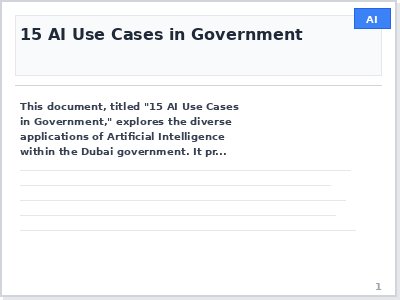 AI
15 AI Use Cases in Government
This document, titled "15 AI Use Cases
in Government," explores the diverse
applications of Artificial Intelligence
within the Dubai government. It pr...
1